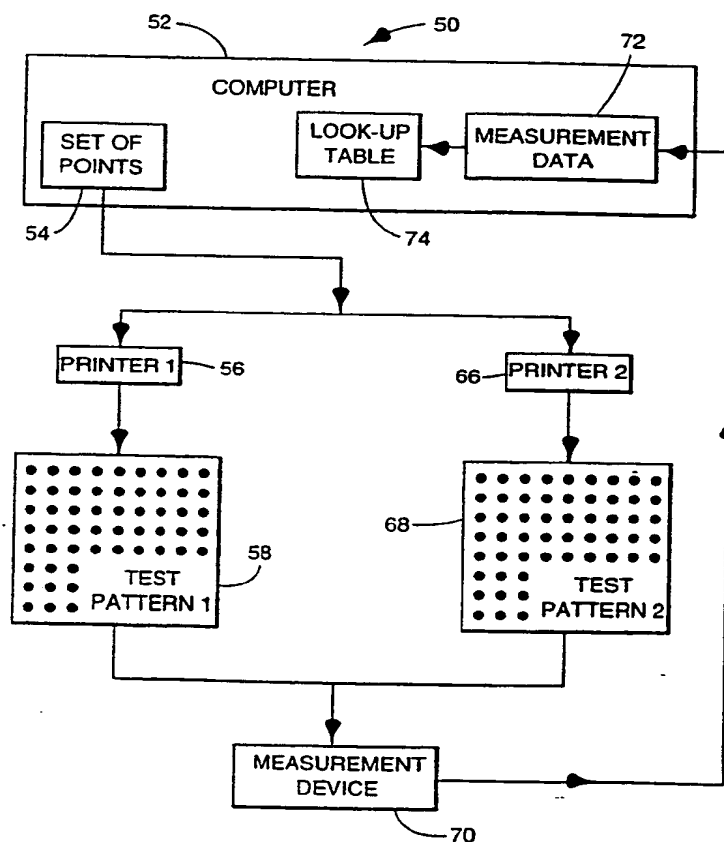 50
52
72
COMPUTER
SET OF
POINTS
LOOK-UP
TABLE
MEASUREMENT
DATA
54
74
PRINTER 1
56
66
PRINTER 2
58
TEST
PATTERN 1
68
TEST
PATTERN 2
MEASUREMENT
DEVICE
70